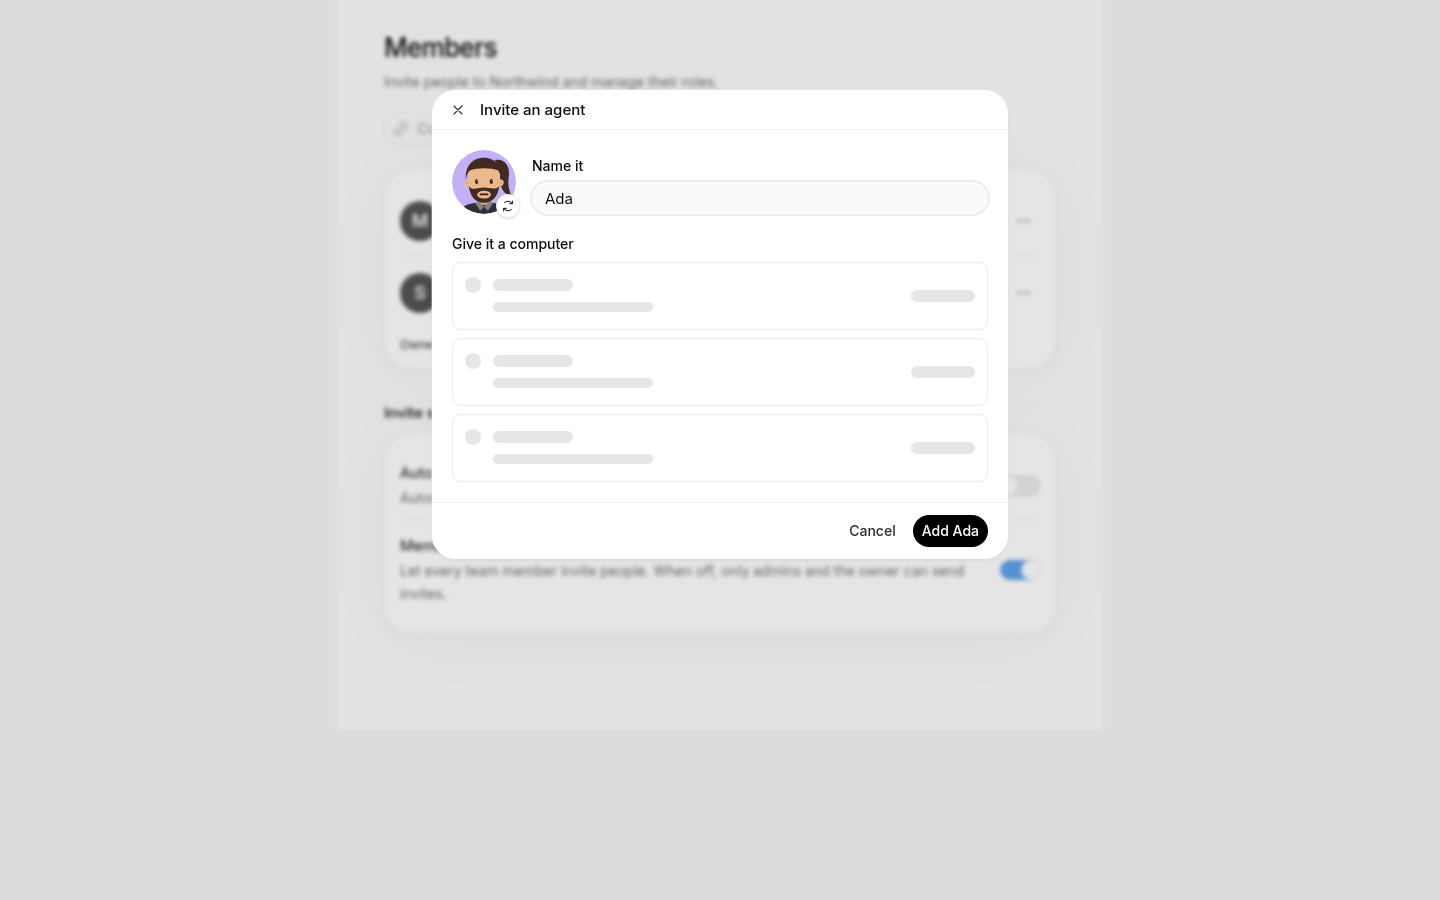 Members
Invite people to Northwind and manage their roles.
Invite an agent
Name it
Ada
M
Give it a computer
S
Invite
Cancel
Add Ada
Let every team member invite people. When off, only admins and the owner can send
invites.